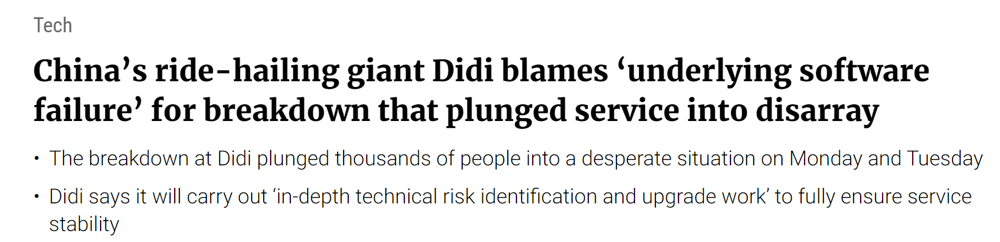 Tech
China’s ride-hailing giant Didi blames ‘underlying software
failure’ for breakdown that plunged service into disarray
• The breakdown at Didi plunged thousands of people into a desperate situation on Monday and Tuesday
• Didi says it will carry out ‘in-depth technical risk identification and upgrade work’ to fully ensure service
stability